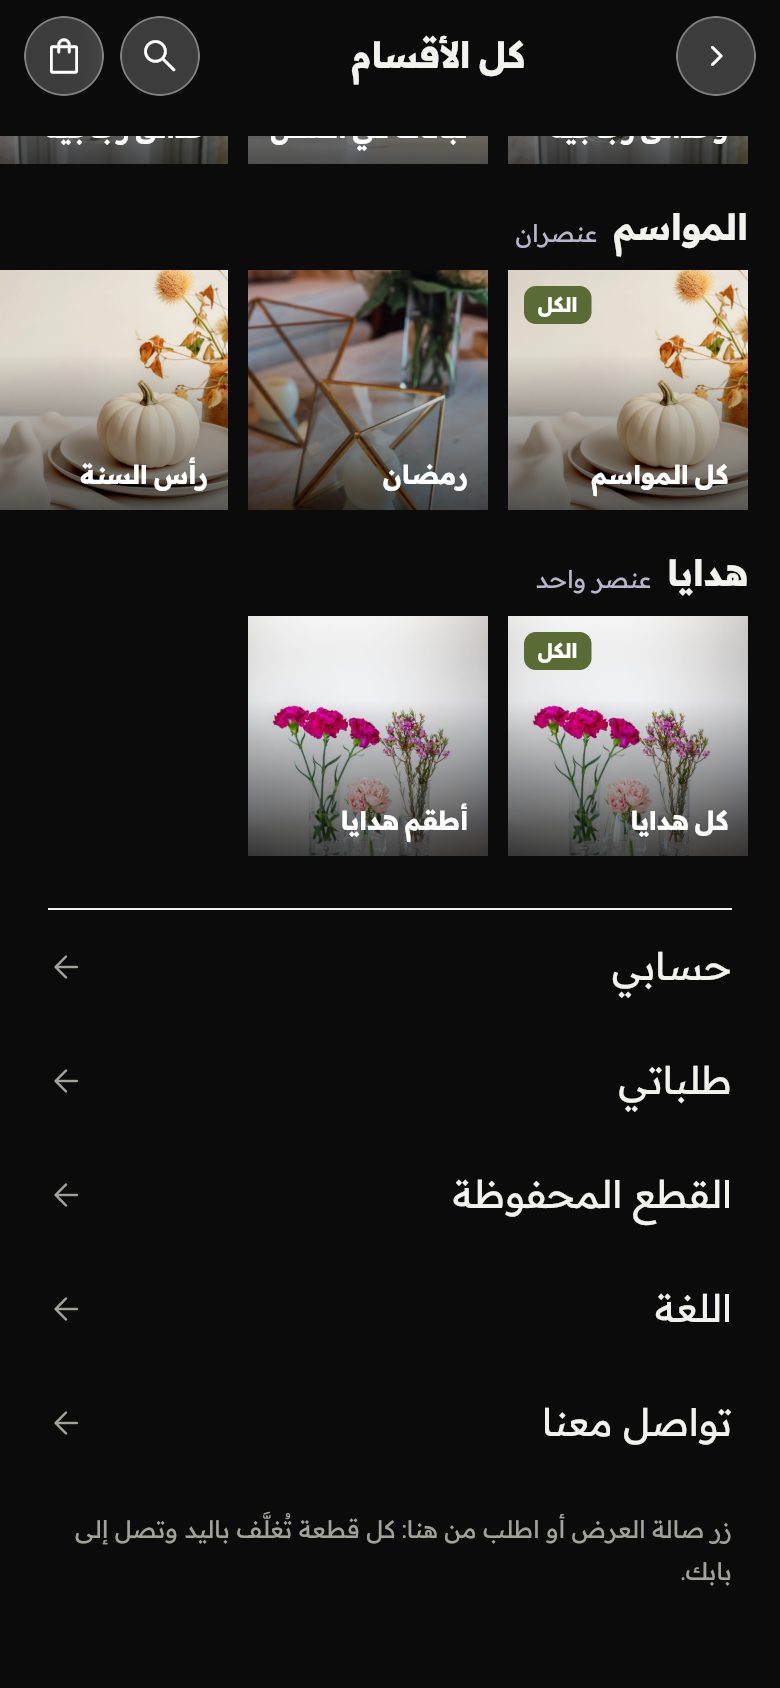 كل الأقسام
المواسم عنصران
الكل
كل المواسم
رمضان
رأس السنة
هدايا عنصر واحد
الكل
كل هدايا
أطقم هدايا
حسابي
طلباتي
القطع المحفوظة
اللغة
تواصل معنا
زر صالة العرض أو اطلب من هنا: كل قطعة تُغلَّف باليد وتصل إلى
بابك.